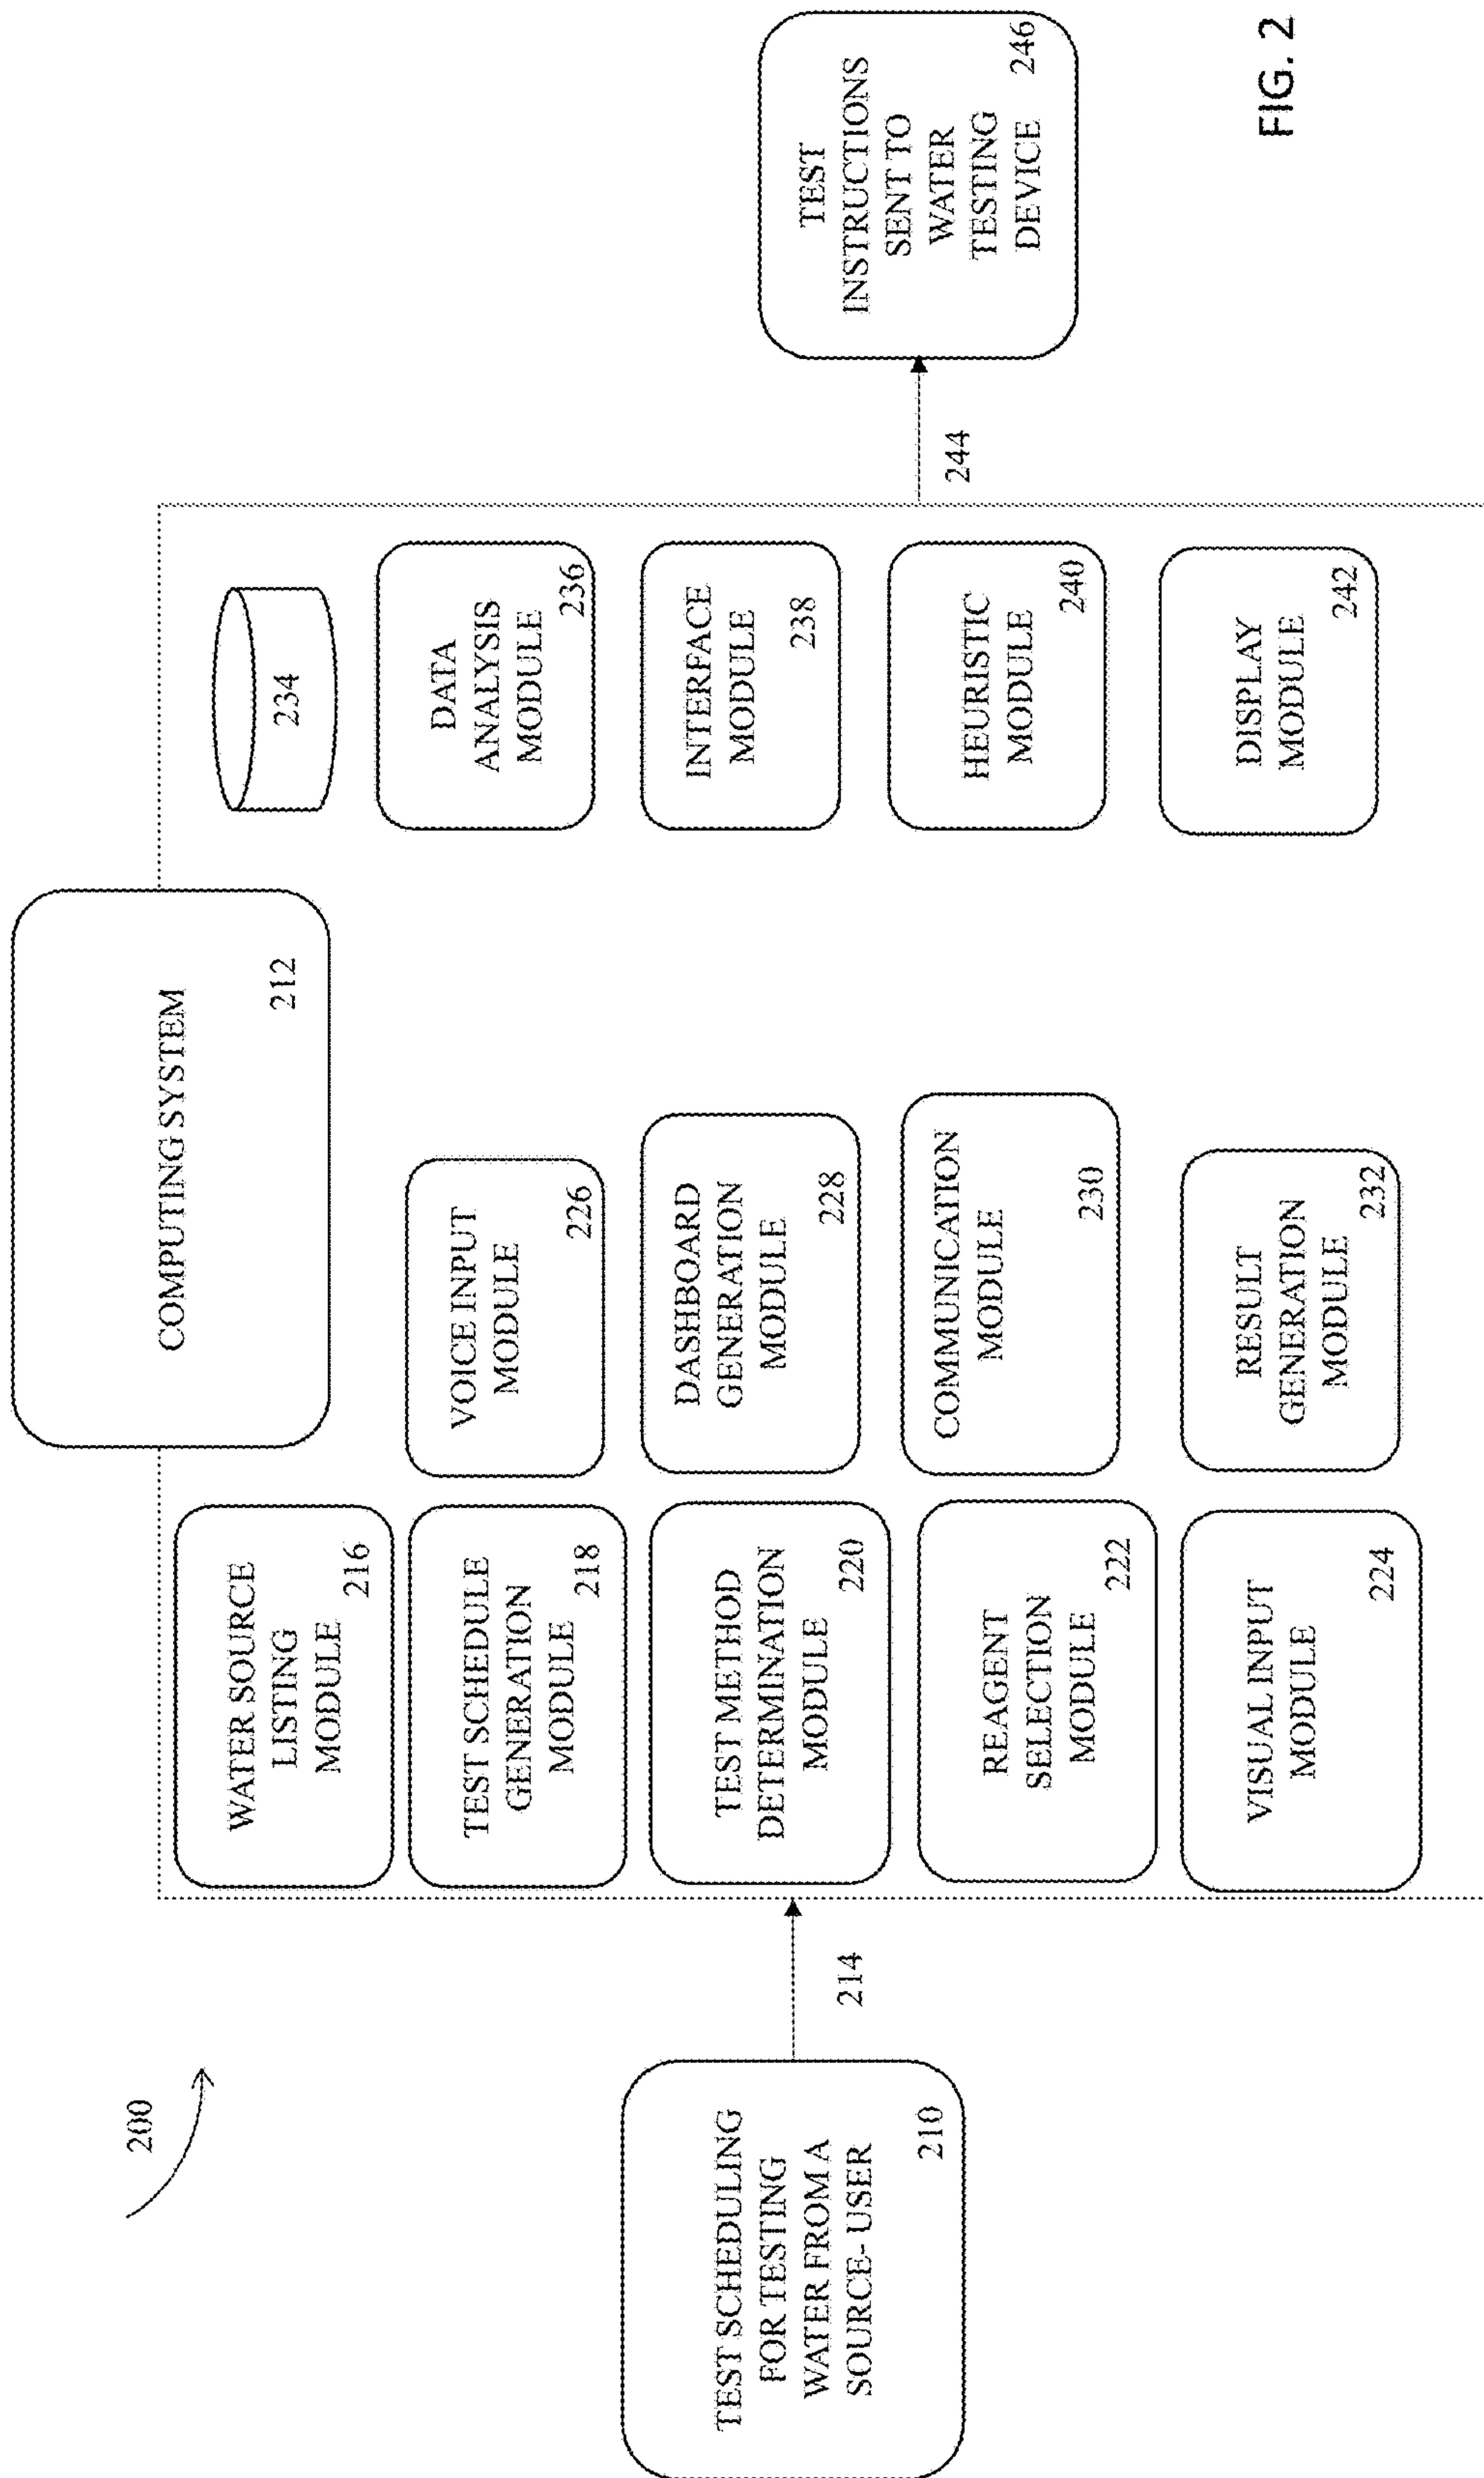 200
COMPUTING SYSTEM
212
TEST SCHEDULING
FOR TESTING
WATER FROM A
SOURCE- USER
210
214
WATER SOURCE
LISTING
MODULE
216
TEST SCHEDULE
GENERATION
MODULE
218
TEST METHOD
DETERMINATION
MODULE
220
REAGENT
SELECTION
MODULE
222
VISUAL INPUT
MODULE
224
VOICE INPUT
MODULE
226
DASHBOARD
GENERATION
MODULE
228
COMMUNICATION
MODULE
230
RESULT
GENERATION
MODULE
232
234
DATA
ANALYSIS
MODULE
236
INTERFACE
MODULE
238
HEURISTIC
MODULE
240
DISPLAY
MODULE
242
244
TEST
INSTRUCTIONS
SENT TO
WATER
TESTING
DEVICE
246
FIG. 2